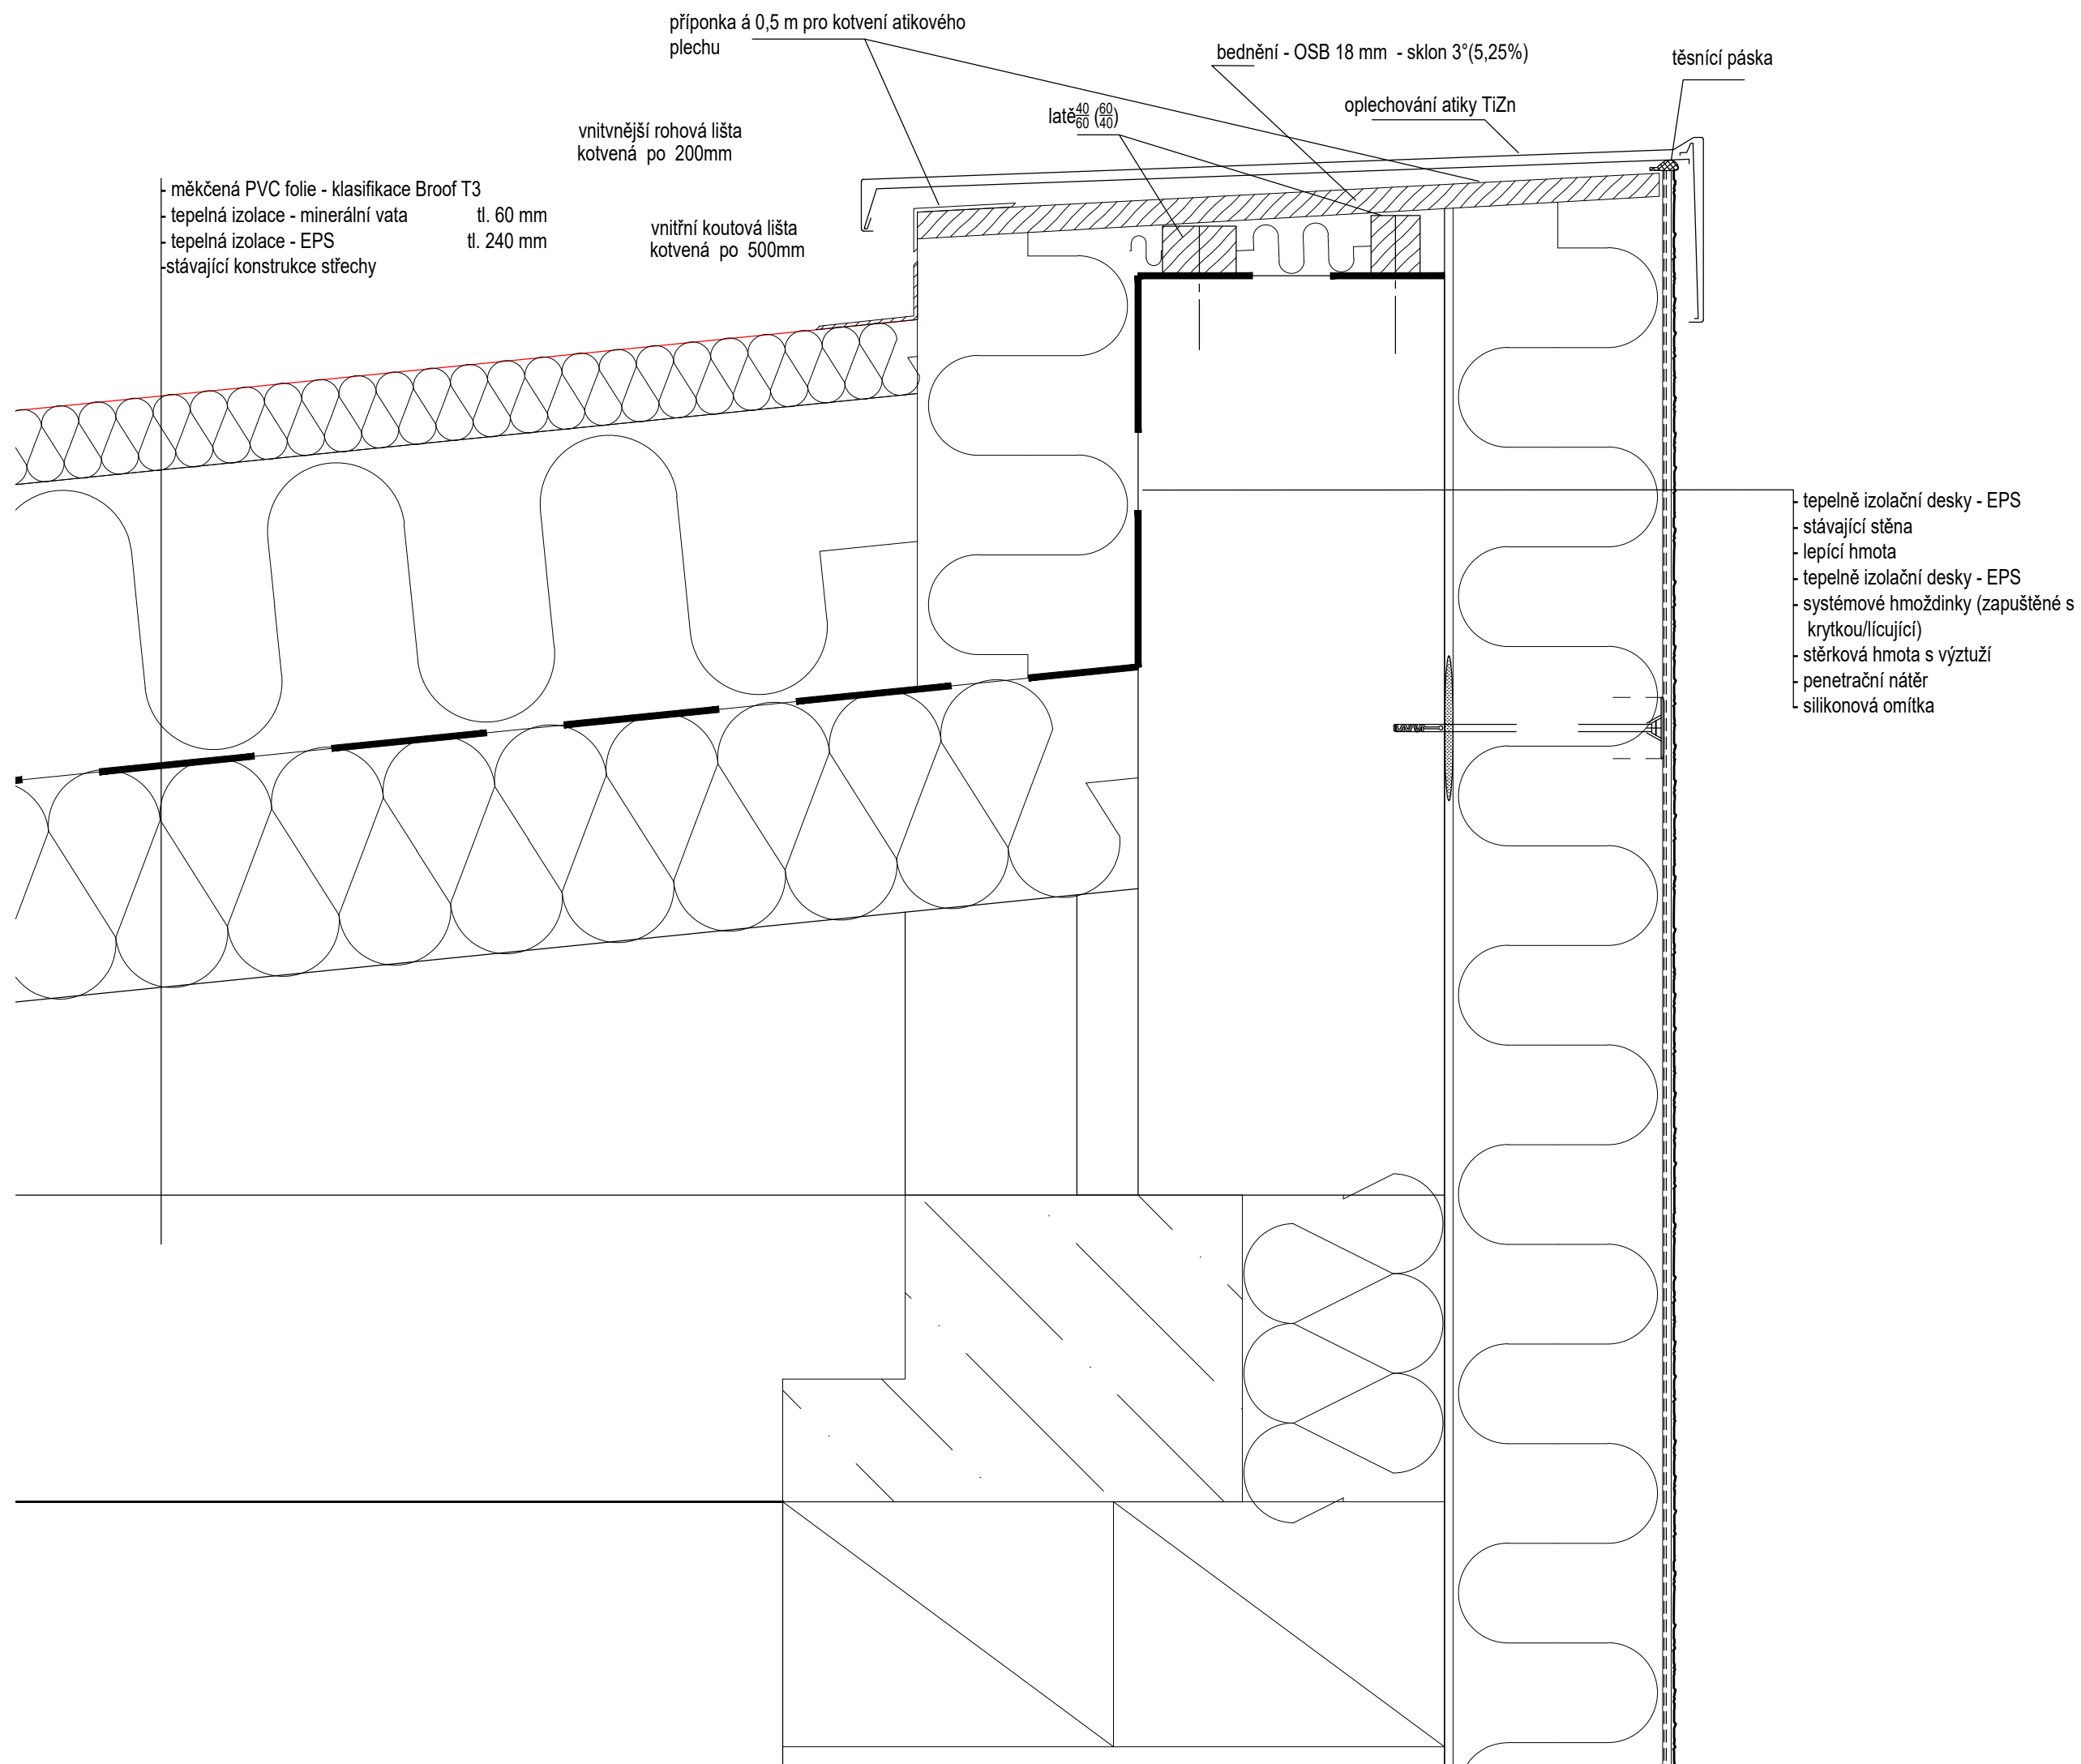 příponka á 0,5 m pro kotvení atikového
plechu
bednění - OSB 18 mm - sklon 3°(5,25%)
těsnící páska
oplechování atiky TiZn
latě 40/60 (60/40)
vnitvnější rohová lišta
kotvená po 200mm
- měkčená PVC folie - klasifikace Broof T3
- tepelná izolace - minerální vata tl. 60 mm
- tepelná izolace - EPS tl. 240 mm
-stávající konstrukce střechy
vnitřní koutová lišta
kotvená po 500mm
- tepelně izolační desky - EPS
- stávající stěna
- lepící hmota
- tepelně izolační desky - EPS
- systémové hmoždinky (zapuštěné s
krytkou/lícující)
- stěrková hmota s výztuží
- penetrační nátěr
- silikonová omítka